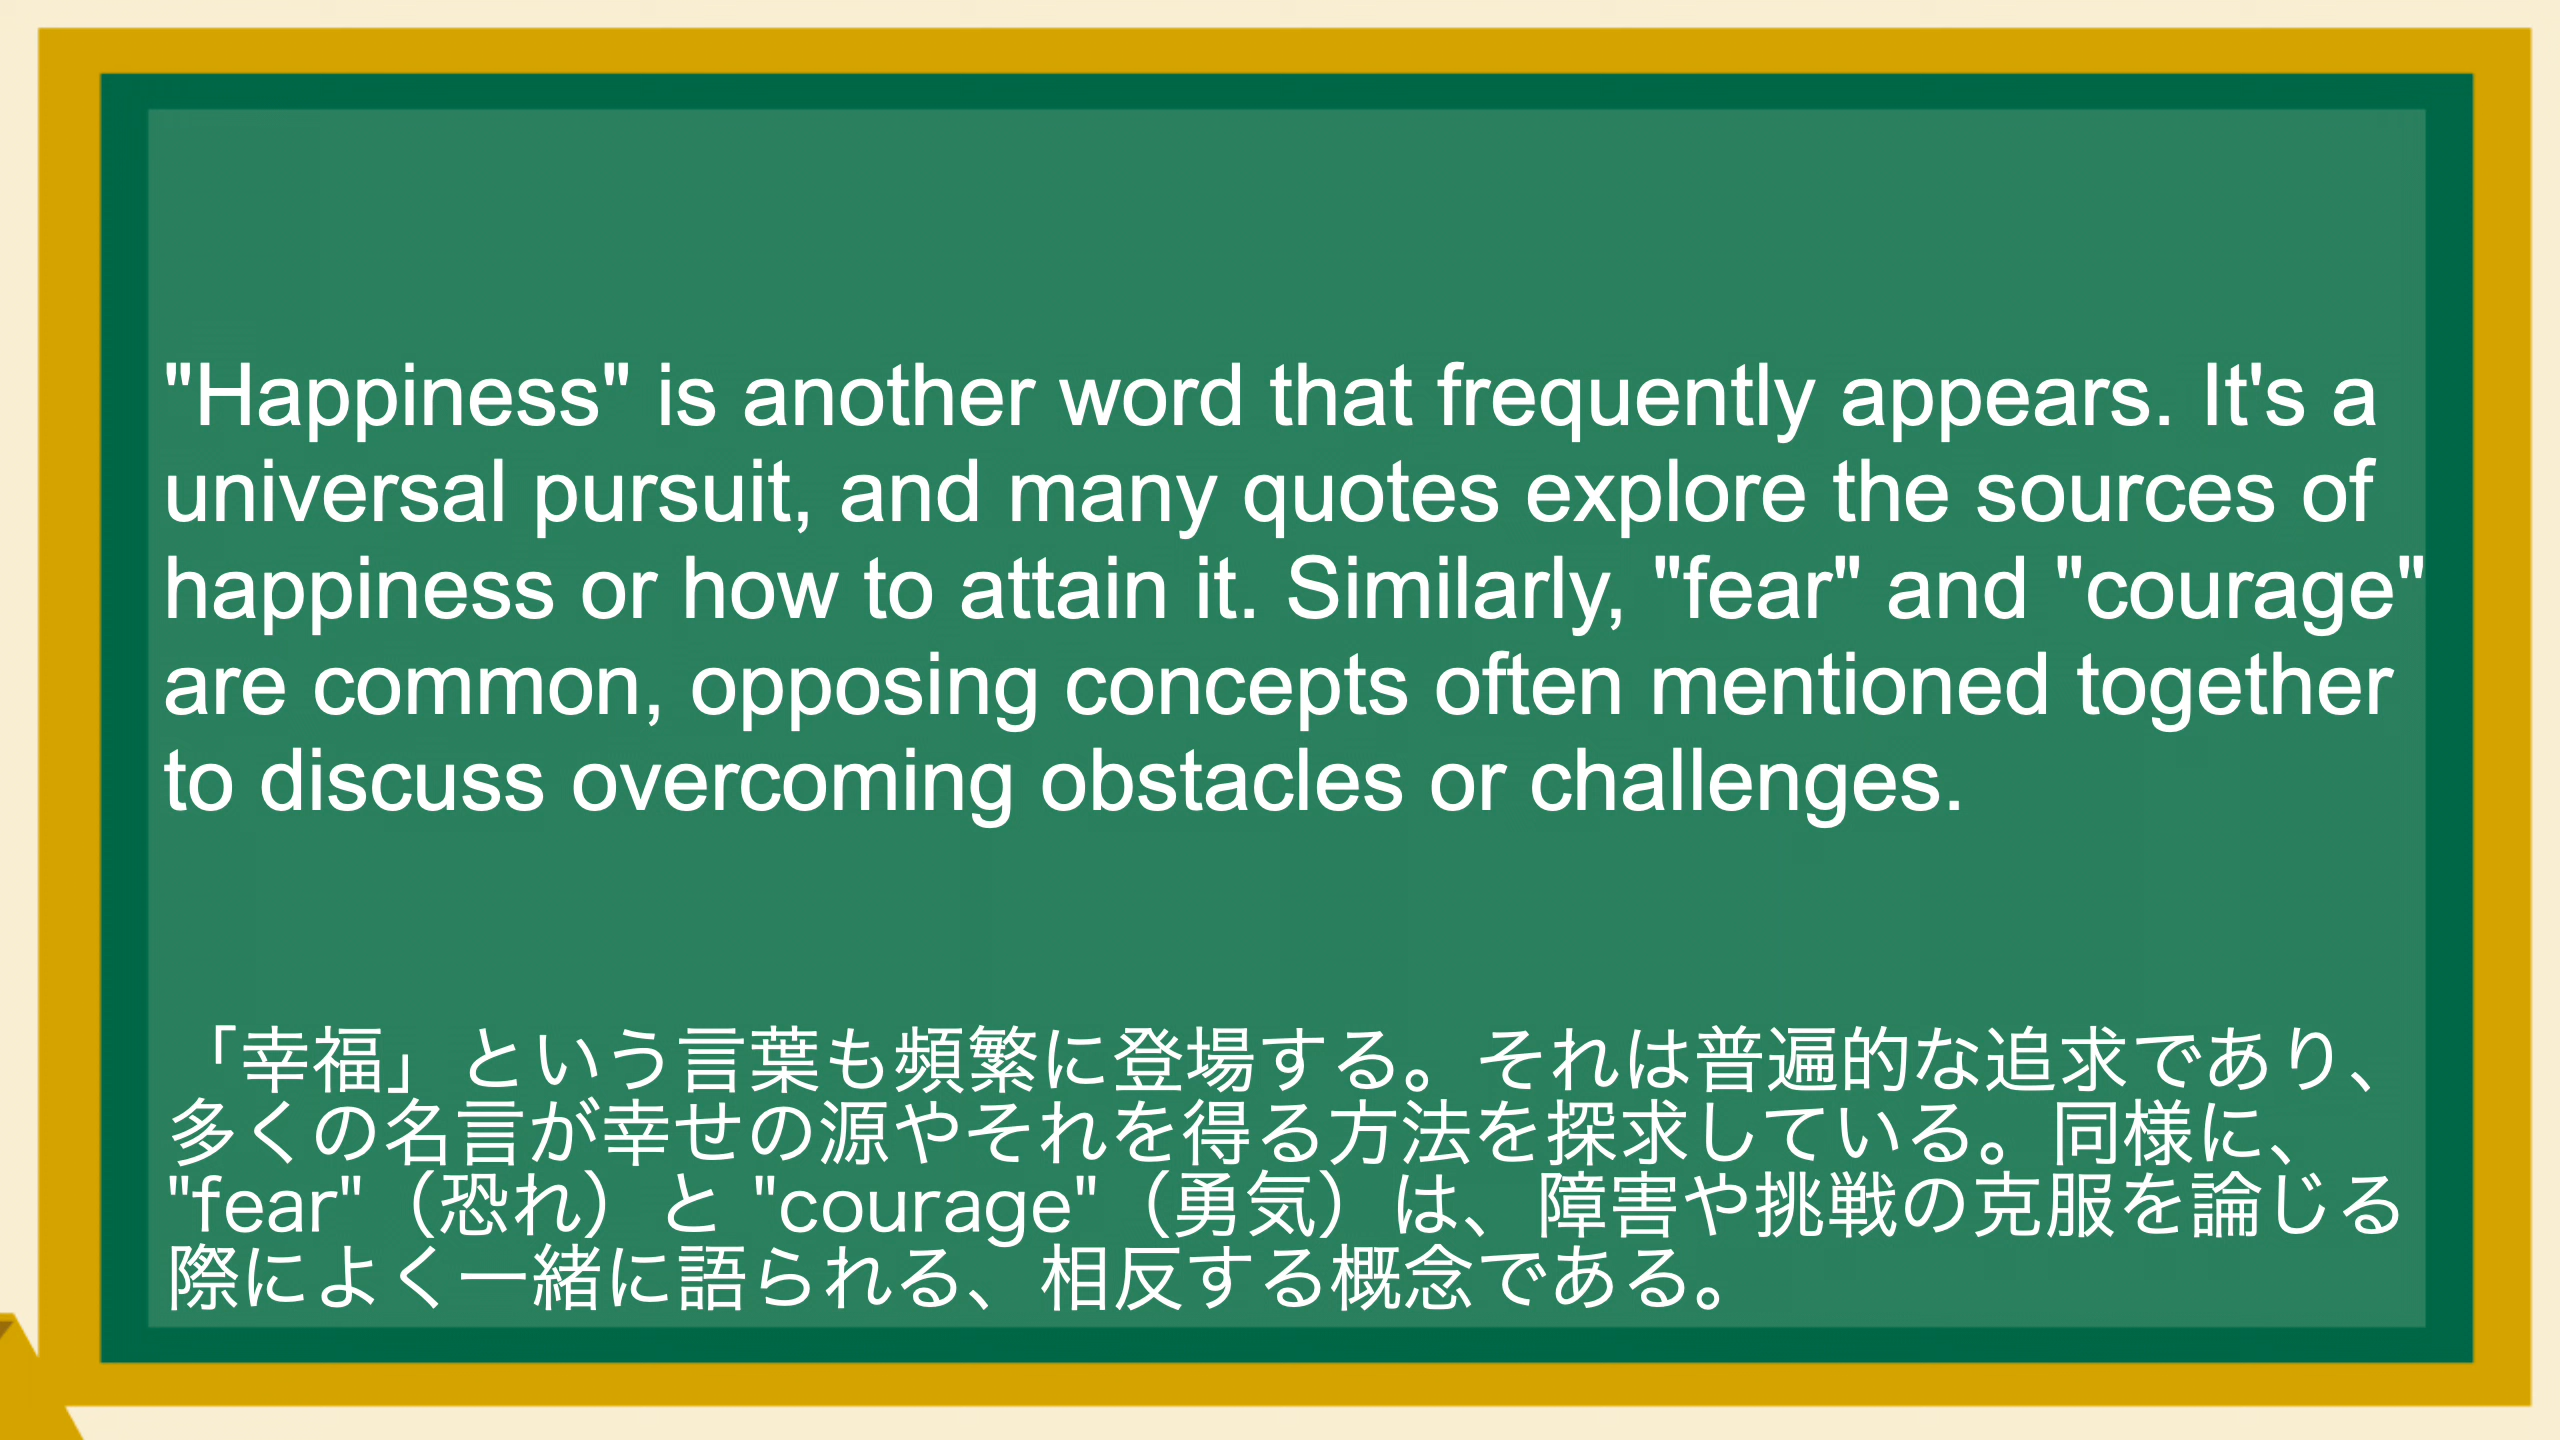 "Happiness" is another word that frequently appears. It's a
universal pursuit, and many quotes explore the sources of
happiness or how to attain it. Similarly, "fear" and "courage"
are common, opposing concepts often mentioned together
to discuss overcoming obstacles or challenges.
「幸福」という言葉も頻繁に登場する。それは普遍的な追求であり、
多くの名言が幸せの源やそれを得る方法を探求している。同様に、
"fear"（恐れ）と "courage"（勇気）は、障害や挑戦の克服を論じる
際によく一緒に語られる、相反する概念である。